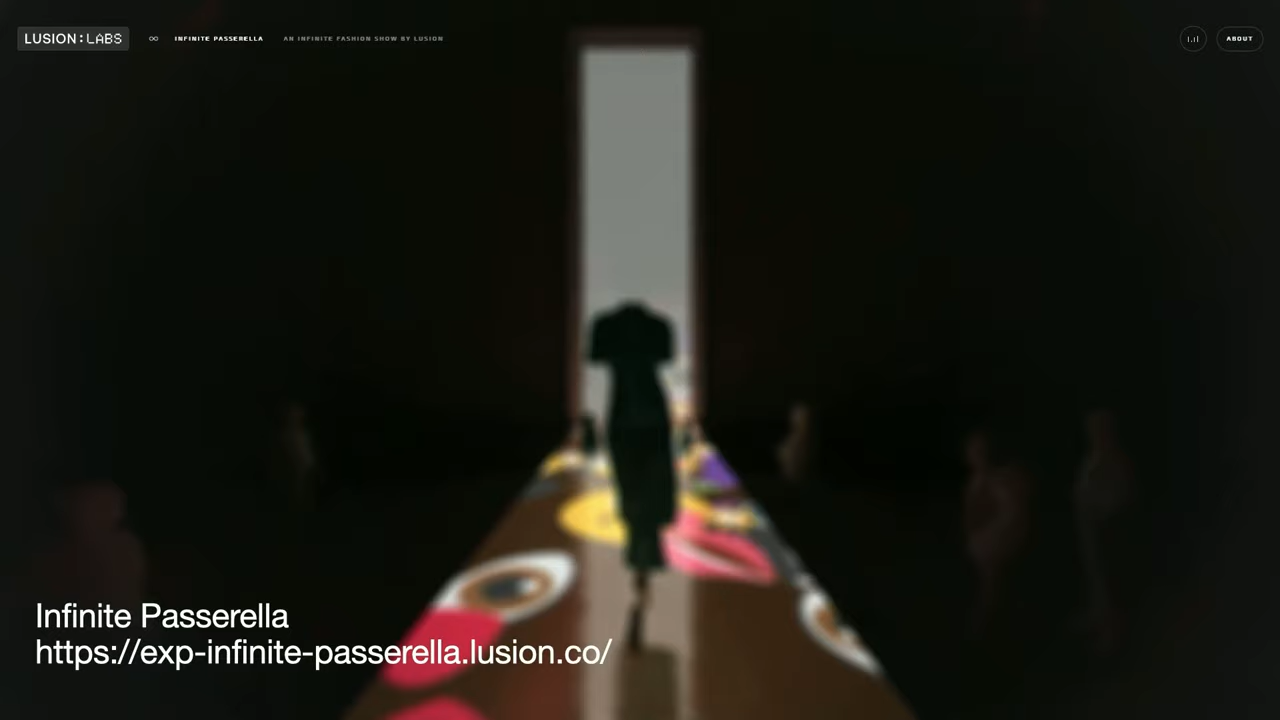 LUSION:LABS
∞ INFINITE PASSERELLA AN INFINITE FASHION SHOW BY LUSION
ABOUT
Infinite Passerella
https://exp-infinite-passerella.lusion.co/